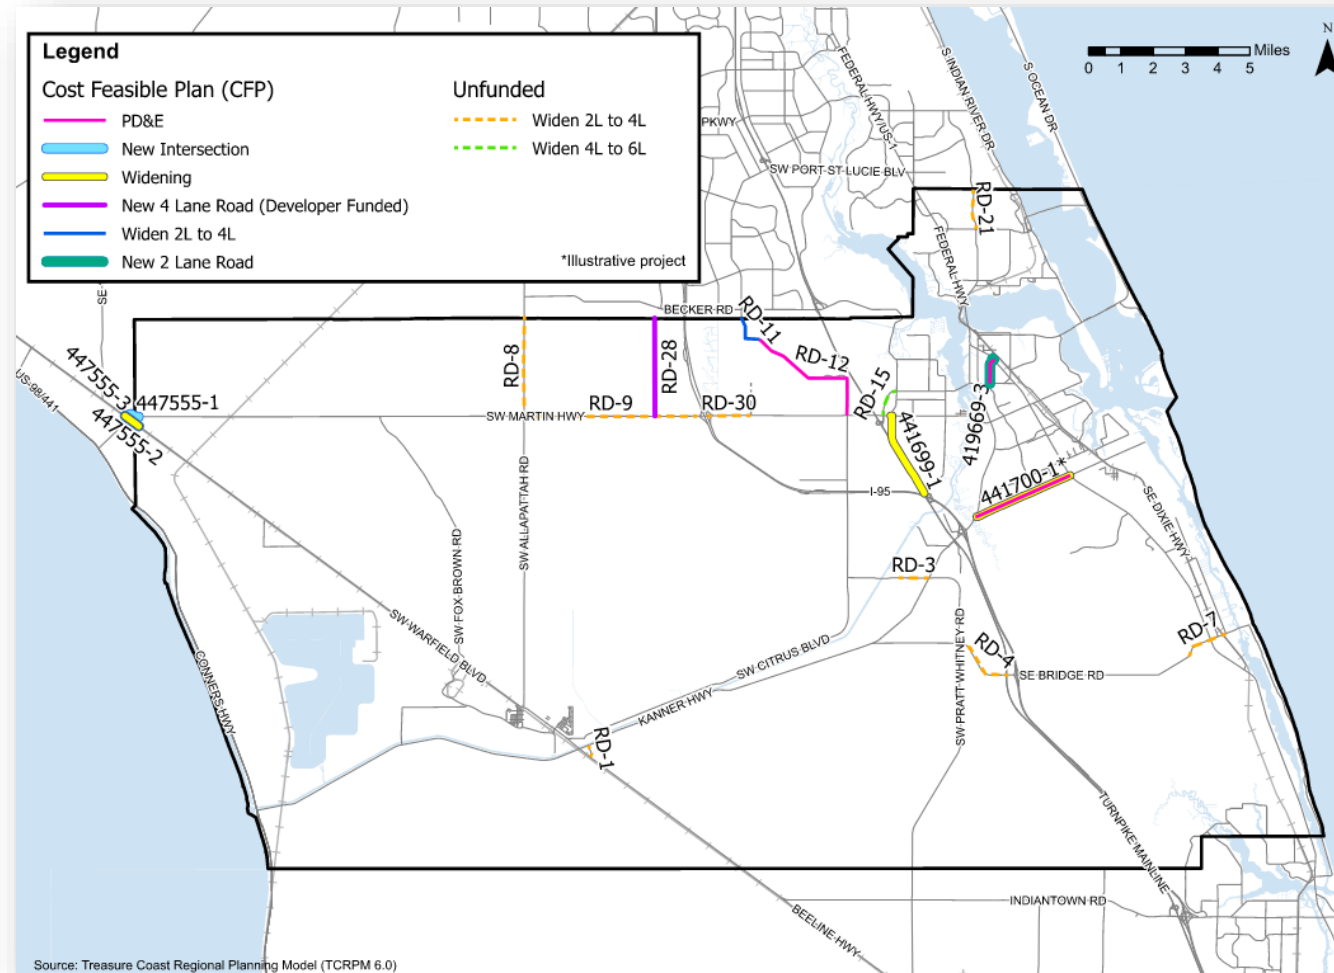 Legend
Cost Feasible Plan (CFP)
PD&E
New Intersection
Widening
New 4 Lane Road (Developer Funded)
Widen 2L to 4L
New 2 Lane Road
Unfunded
Widen 2L to 4L
Widen 4L to 6L
*Illustrative project
Miles
0 1 2 3 4 5
N
FEDERAL HWY/US-1
S INDIAN RIVER DR
S OCEAN DR
PKWY
SW PORT ST LUCIE BLV
RD-21
FEDERAL HWY
SE
BECKER RD
RD-11
RD-12
RD-8
RD-28
RD-15
447555-3
447555-1
447555-2
US-98/441
SW MARTIN HWY
RD-9
RD-30
441699-1
419669-3
441700-1*
I-95
SE DIXIE HWY
SW ALLAPATTAH RD
SW FOX BROWN RD
RD-3
SW WARFIELD BLVD
CONNERS HWY
SW CITRUS BLVD
KANNER HWY
SW PRATT WHITNEY RD
RD-4
RD-7
SE BRIDGE RD
RD-1
TURNPIKE MAINLINE
INDIANTOWN RD
BEELINE HWY
Source: Treasure Coast Regional Planning Model (TCRPM 6.0)